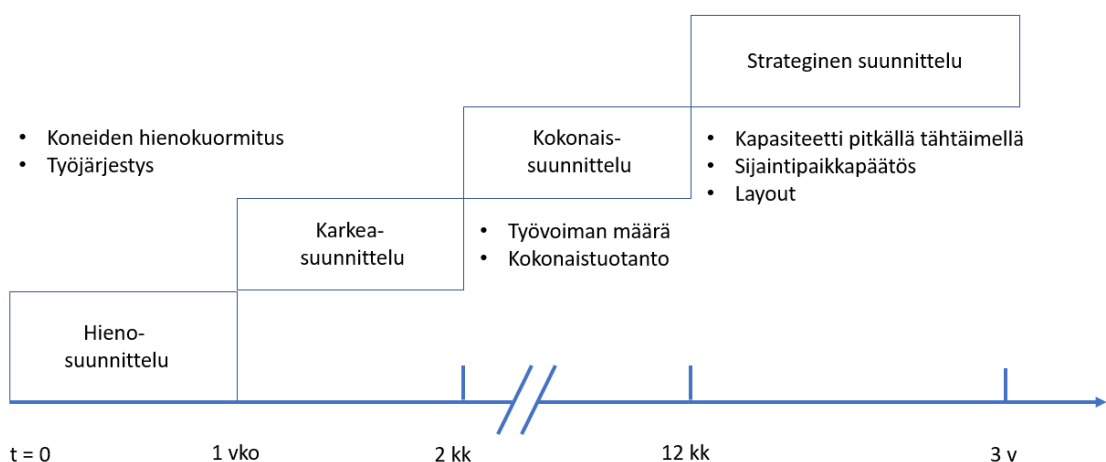 Strateginen suunnittelu
• Koneiden hienokuormitus
• Työjärjestys
Kokonais-
suunnittelu
• Kapasiteetti pitkällä tähtäimellä
• Sijaintipaikkapäätös
• Layout
Karkea-
suunnittelu
• Työvoiman määrä
• Kokonaistuotanto
Hieno-
suunnittelu
t = 0
1 vko
2 kk
12 kk
3 v